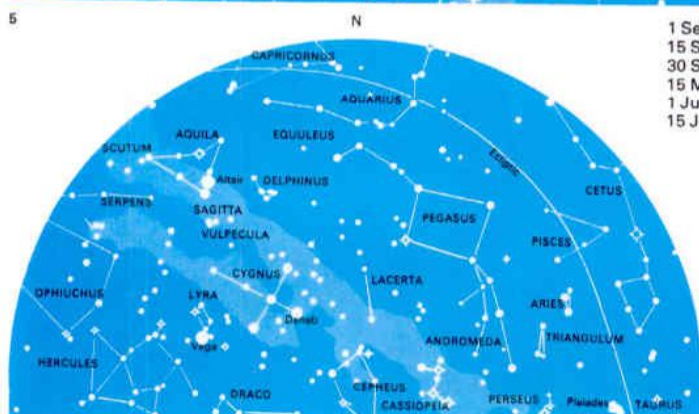 5
N
1 Se
15 S
30 S
15 M
1 Ju
15 J
CAPRICORNUS
AQUARIUS
AQUILA
EQUULEUS
SCUTUM
Ecliptic
Altair
DELPHINUS
CETUS
SERPENS
SAGITTA
PEGASUS
VULPECULA
PISCES
CYGNUS
LACERTA
OPHIUCHUS
LYRA
ARIES
Deneb
ANDROMEDA
TRIANGULUM
Vega
HERCULES
CEPHEUS
DRACO
CASSIOPEIA
PERSEUS
Pleiades
TAURUS